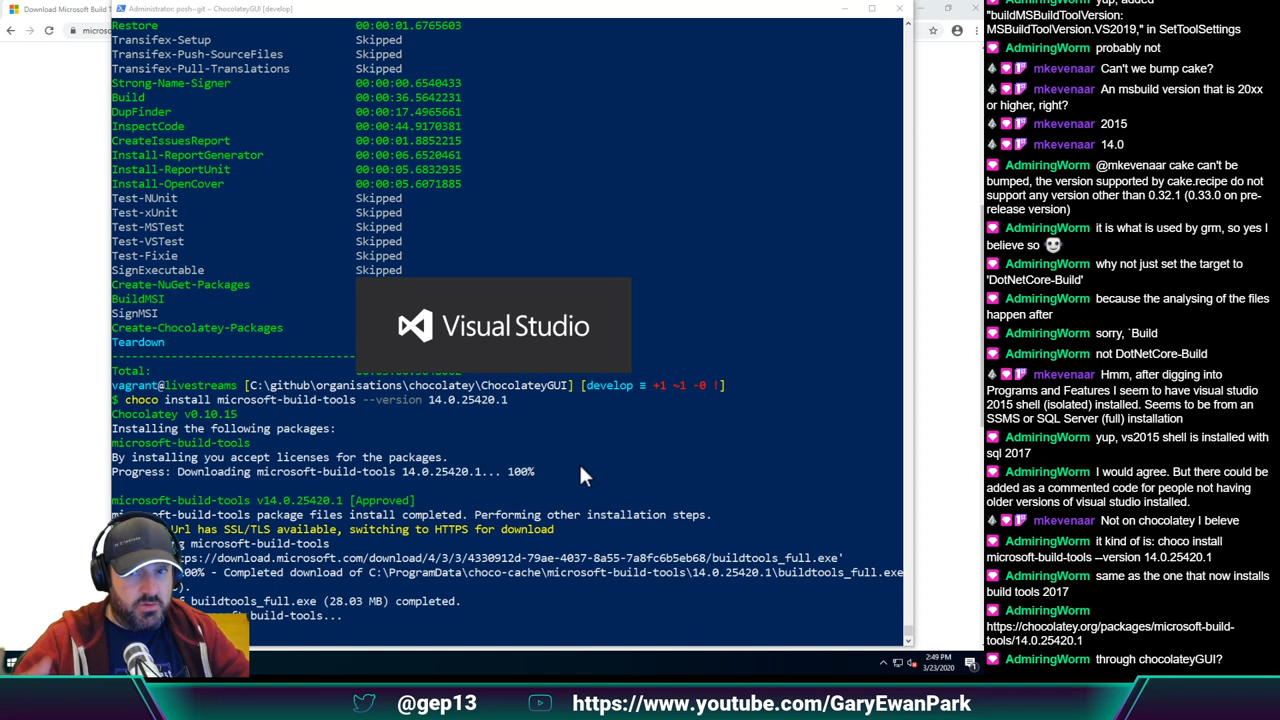 Download Microsoft Build T
Administrator: posh~git ~ ChocolateyGUI [develop]
microso
Restore 00:00:01.6765603
Transifex-Setup Skipped
Transifex-Push-SourceFiles Skipped
Transifex-Pull-Translations Skipped
Strong-Name-Signer 00:00:00.6540433
Build 00:00:36.5642231
DupFinder 00:00:17.4965661
InspectCode 00:00:44.9170381
CreateIssuesReport 00:00:01.8852215
Install-ReportGenerator 00:00:06.6520461
Install-ReportUnit 00:00:05.6832935
Install-OpenCover 00:00:05.6071885
Test-NUnit Skipped
Test-xUnit Skipped
Test-MSTest Skipped
Test-VSTest Skipped
Test-Fixie Skipped
SignExecutable Skipped
Create-NuGet-Packages
BuildMSI
SignMSI
Create-Chocolatey-Packages
Teardown
Visual Studio
Total:
vagrant@livestreams [C:\github\organisations\chocolatey\ChocolateyGUI] [develop ≡ +1 ~1 -0 !]
$ choco install microsoft-build-tools --version 14.0.25420.1
Chocolatey v0.10.15
Installing the following packages:
microsoft-build-tools
By installing you accept licenses for the packages.
Progress: Downloading microsoft-build-tools 14.0.25420.1... 100%
microsoft-build-tools v14.0.25420.1 [Approved]
microsoft-build-tools package files install completed. Performing other installation steps.
Url has SSL/TLS available, switching to HTTPS for download
microsoft-build-tools
ps://download.microsoft.com/download/4/3/3/4330912d-79ae-4037-8a55-7a8fc6b5eb68/buildtools_full.exe'
00% - Completed download of C:\ProgramData\choco-cache\microsoft-build-tools\14.0.25420.1\buildtools_full.exe
).
buildtools_full.exe (28.03 MB) completed.
soft-build-tools...
2:49 PM
3/23/2020
yup, added
"buildMSBuildToolVersion:
MSBuildToolVersion.VS2019," in SetToolSettings
AdmiringWorm probably not
mkevenaar Can't we bump cake?
mkevenaar An msbuild version that is 20xx
or higher, right?
mkevenaar 2015
mkevenaar 14.0
AdmiringWorm @mkevenaar cake can't be
bumped, the version supported by cake.recipe do not
support any version other than 0.32.1 (0.33.0 on pre-
release version)
AdmiringWorm it is what is used by grm, so yes I
believe so
AdmiringWorm why not just set the target to
'DotNetCore-Build'
AdmiringWorm because the analysing of the files
happen after
AdmiringWorm sorry, `Build
AdmiringWorm not DotNetCore-Build
mkevenaar Hmm, after digging into
Programs and Features I seem to have visual studio
2015 shell (isolated) installed. Seems to be from an
SSMS or SQL Server (full) installation
AdmiringWorm yup, vs2015 shell is installed with
sql 2017
AdmiringWorm I would agree. But there could be
added as a commented code for people not having
older versions of visual studio installed.
mkevenaar Not on chocolatey I beleve
AdmiringWorm it kind of is: choco install
microsoft-build-tools --version 14.0.25420.1
AdmiringWorm same as the one that now installs
build tools 2017
AdmiringWorm
https://chocolatey.org/packages/microsoft-build-
tools/14.0.25420.1
AdmiringWorm through chocolateyGUI?
@gep13
https://www.youtube.com/GaryEwanPark